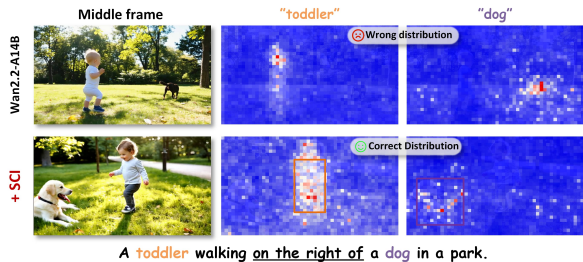 Middle frame
"toddler"
"dog"
Wan2.2-A14B
Wrong distribution
+ SCI
Correct Distribution
A toddler walking on the right of a dog in a park.